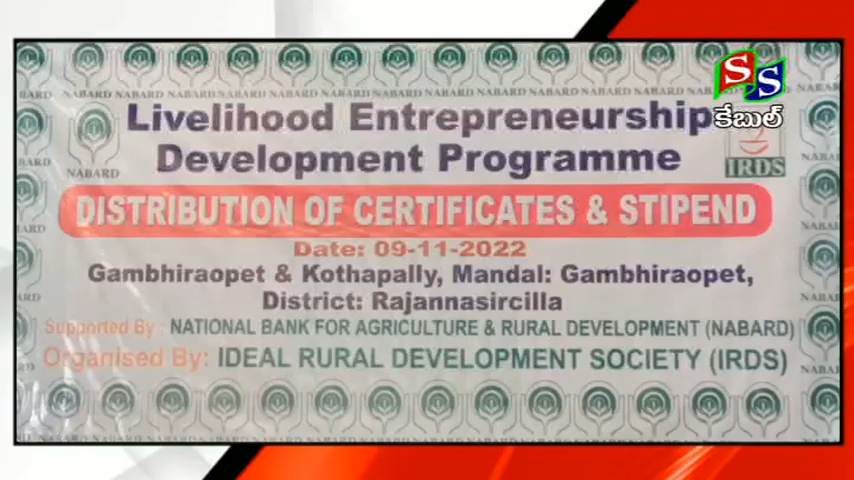 SS
కేబుల్
Livelihood Entrepreneurship
Development Programme
NABARD
IRDS
DISTRIBUTION OF CERTIFICATES & STIPEND
Date: 09-11-2022
Gambhiraopet & Kothapally, Mandal: Gambhiraopet,
District: Rajannasircilla
Supported By : NATIONAL BANK FOR AGRICULTURE & RURAL DEVELOPMENT (NABARD)
Organised By: IDEAL RURAL DEVELOPMENT SOCIETY (IRDS)